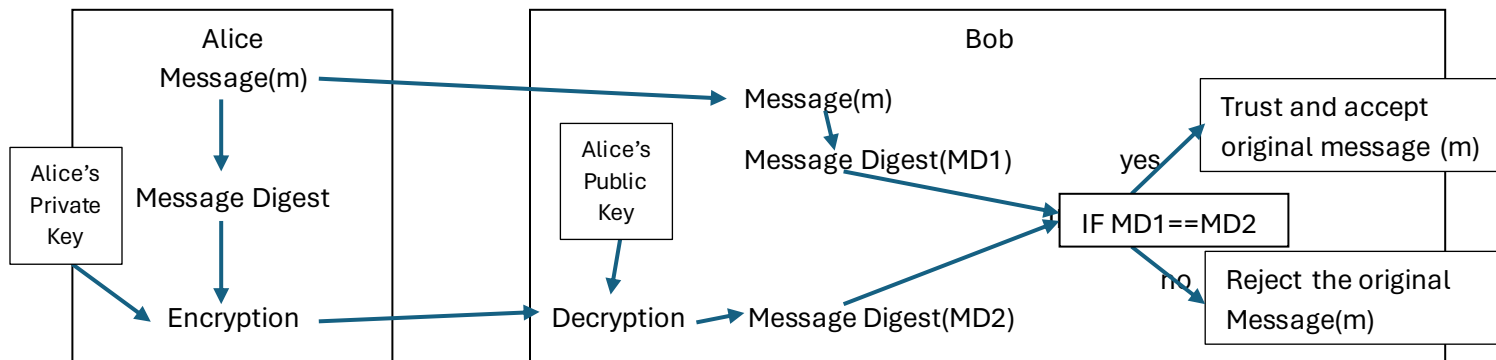 Alice
Message(m)
Alice's
Private
Key
Message Digest
Encryption
Bob
Message(m)
Alice's
Public
Key
Message Digest(MD1)
Decryption
Message Digest(MD2)
IF MD1==MD2
yes
Trust and accept
original message (m)
no
Reject the original
Message(m)